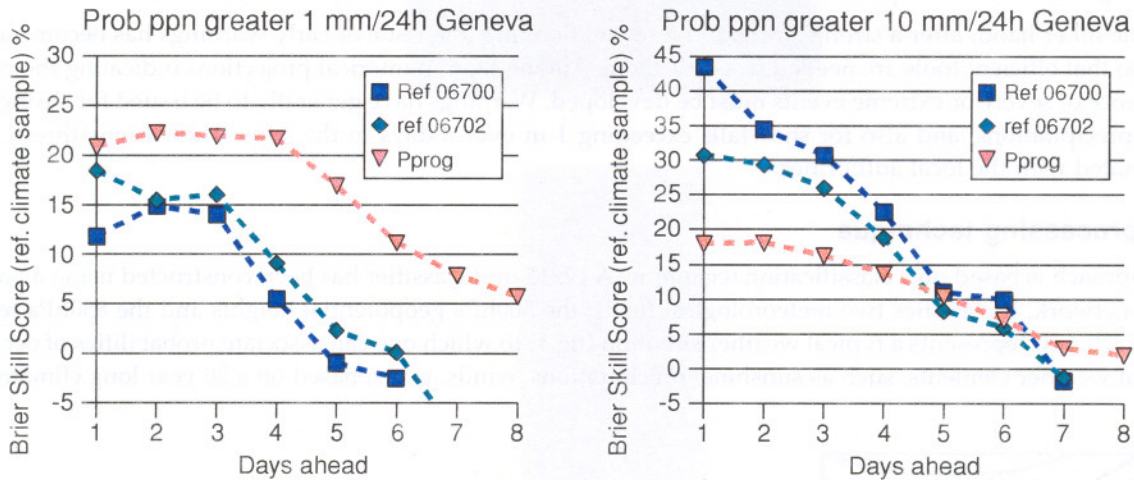 Prob ppn greater 1 mm/24h Geneva
Brier Skill Score (ref. climate sample) %
30
25
20
15
10
5
0
-5
Ref 06700
ref 06702
Pprog
1 2 3 4 5 6 7 8
Days ahead
Prob ppn greater 10 mm/24h Geneva
Brier Skill Score (ref. climate sample) %
45
40
35
30
25
20
15
10
5
0
-5
Ref 06700
ref 06702
Pprog
1 2 3 4 5 6 7 8
Days ahead